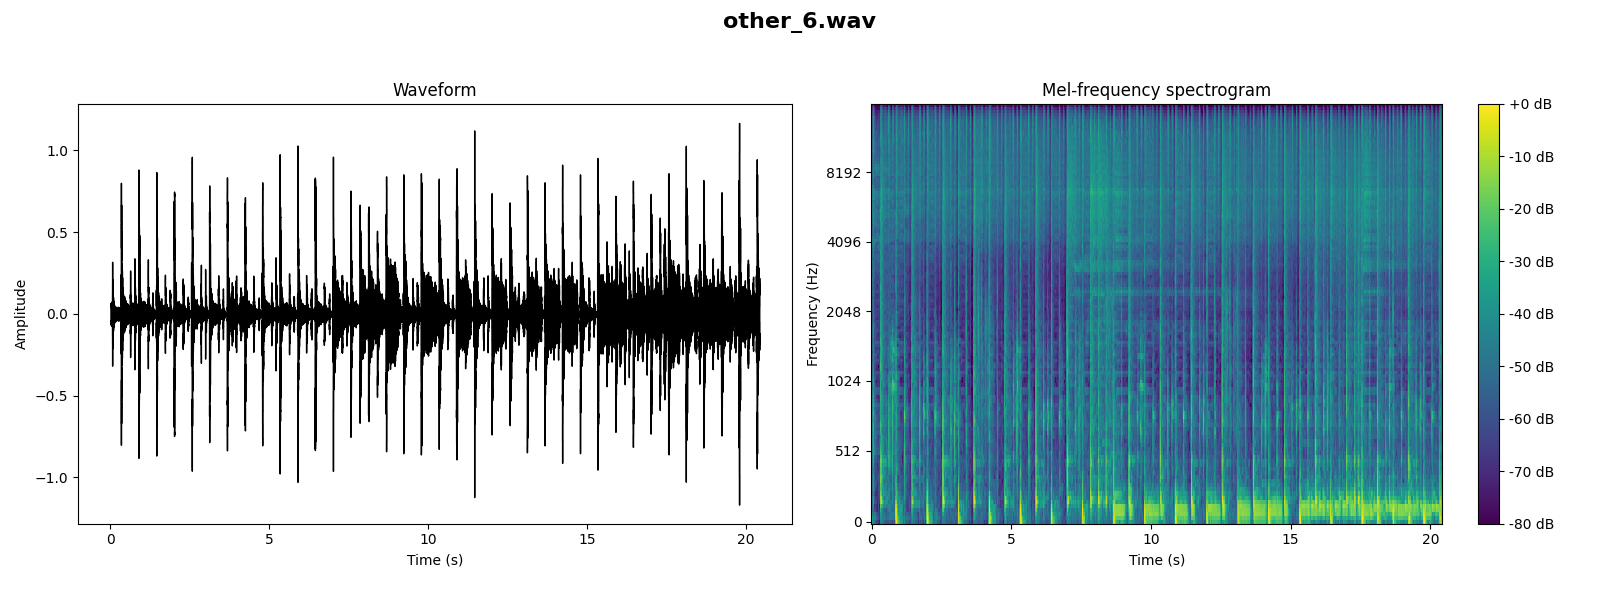 other_6.wav
Waveform
Amplitude
1.0
0.5
0.0
−0.5
−1.0
0 5 10 15 20
Time (s)
Mel-frequency spectrogram
Frequency (Hz)
8192
4096
2048
1024
512
0
0 5 10 15 20
Time (s)
+0 dB
-10 dB
-20 dB
-30 dB
-40 dB
-50 dB
-60 dB
-70 dB
-80 dB